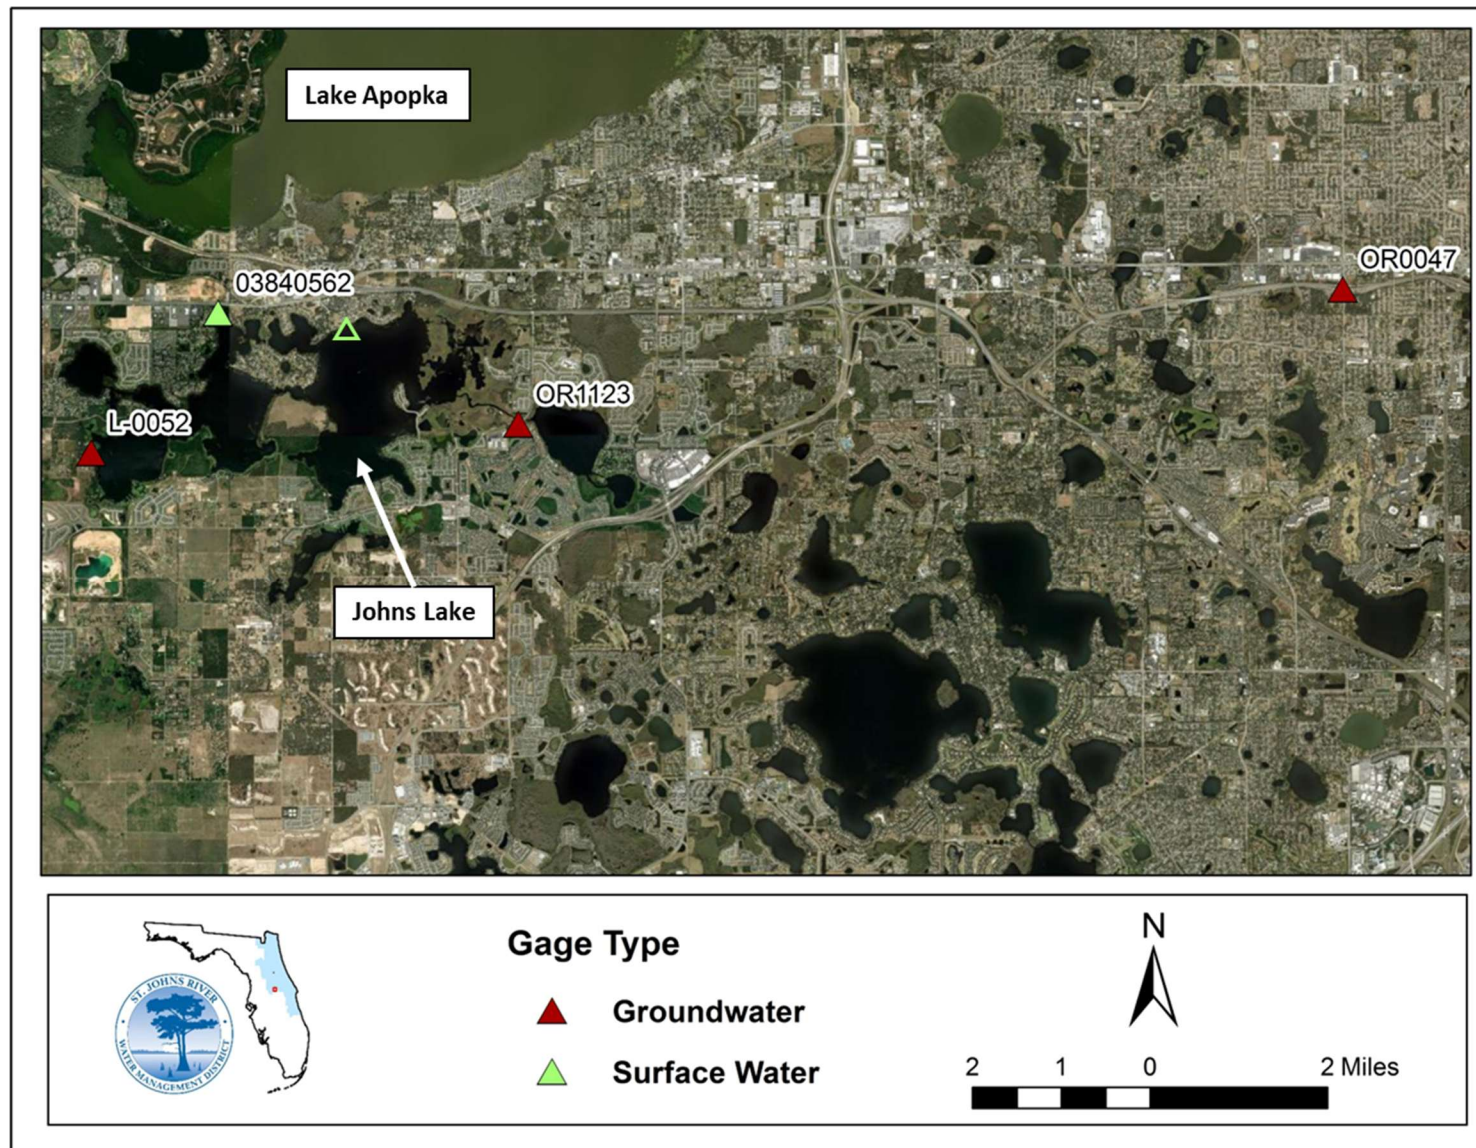 Lake Apopka
OR0047
03840562
OR1123
L-0052
Johns Lake
Gage Type
Groundwater
Surface Water
ST. JOHNS RIVER
WATER MANAGEMENT DISTRICT
N
2 1 0 2 Miles